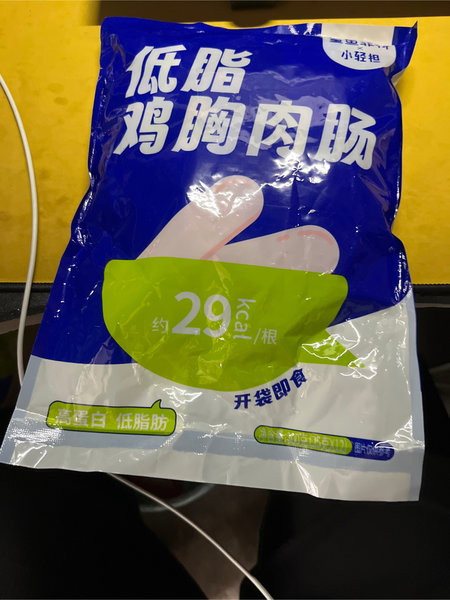 小轻担
低脂
鸡胸肉肠
约29kcal/根
开袋即食
高蛋白 低脂肪